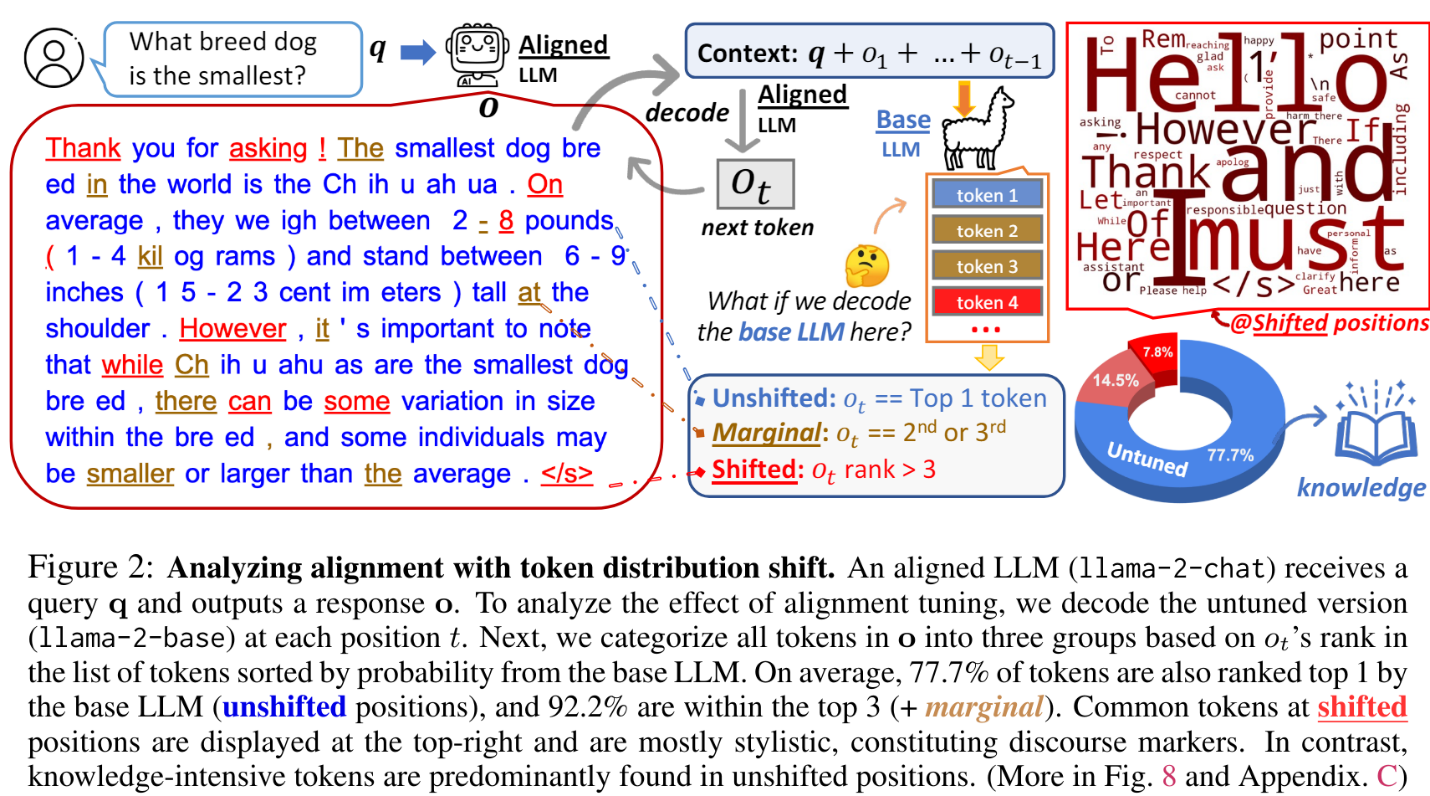 What breed dog
is the smallest?
q
Aligned
LLM
o
Thank you for asking ! The smallest dog bre
ed in the world is the Ch ih u ah ua . On
average , they we igh between 2 - 8 pounds
( 1 - 4 kil og rams ) and stand between 6 - 9
inches ( 1 5 - 2 3 cent im eters ) tall at the
shoulder . However , it ' s important to note
that while Ch ih u ahu as are the smallest dog
bre ed , there can be some variation in size
within the bre ed , and some individuals may
be smaller or larger than the average . </s>
Context: q + o1 + ...+ ot−1
decode
Aligned
LLM
Ot
next token
Base
LLM
token 1
token 2
token 3
token 4
...
What if we decode
the base LLM here?
Unshifted: ot == Top 1 token
Marginal: ot == 2nd or 3rd
Shifted: ot rank > 3
To
Rem
reaching
happy
point
As
glad
ask
(
1
'
*
\n
Hello
cannot
provide
safe
asking
!
However
harm
there
There
If
including
any
respect
Thank
apolog
and
just
with
Let
an
important
I
responsible
question
While
Of
must
Here
have
personal
inform
as
assistant
or
Please
help
</s>
clarify
Great
here
@Shifted positions
7.8%
14.5%
Untuned
77.7%
knowledge
Figure 2: Analyzing alignment with token distribution shift. An aligned LLM (llama-2-chat) receives a
query q and outputs a response o. To analyze the effect of alignment tuning, we decode the untuned version
(llama-2-base) at each position t. Next, we categorize all tokens in o into three groups based on ot's rank in
the list of tokens sorted by probability from the base LLM. On average, 77.7% of tokens are also ranked top 1 by
the base LLM (unshifted positions), and 92.2% are within the top 3 (+ marginal). Common tokens at shifted
positions are displayed at the top-right and are mostly stylistic, constituting discourse markers. In contrast,
knowledge-intensive tokens are predominantly found in unshifted positions. (More in Fig. 8 and Appendix. C)